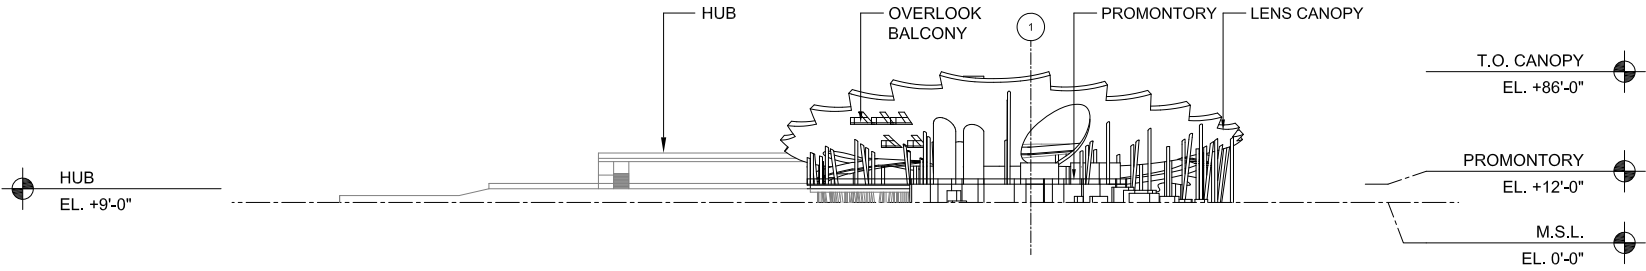 HUB
OVERLOOK
BALCONY
1
PROMONTORY
LENS CANOPY
T.O. CANOPY
EL. +86'-0"
PROMONTORY
EL. +12'-0"
HUB
EL. +9'-0"
M.S.L.
EL. 0'-0"